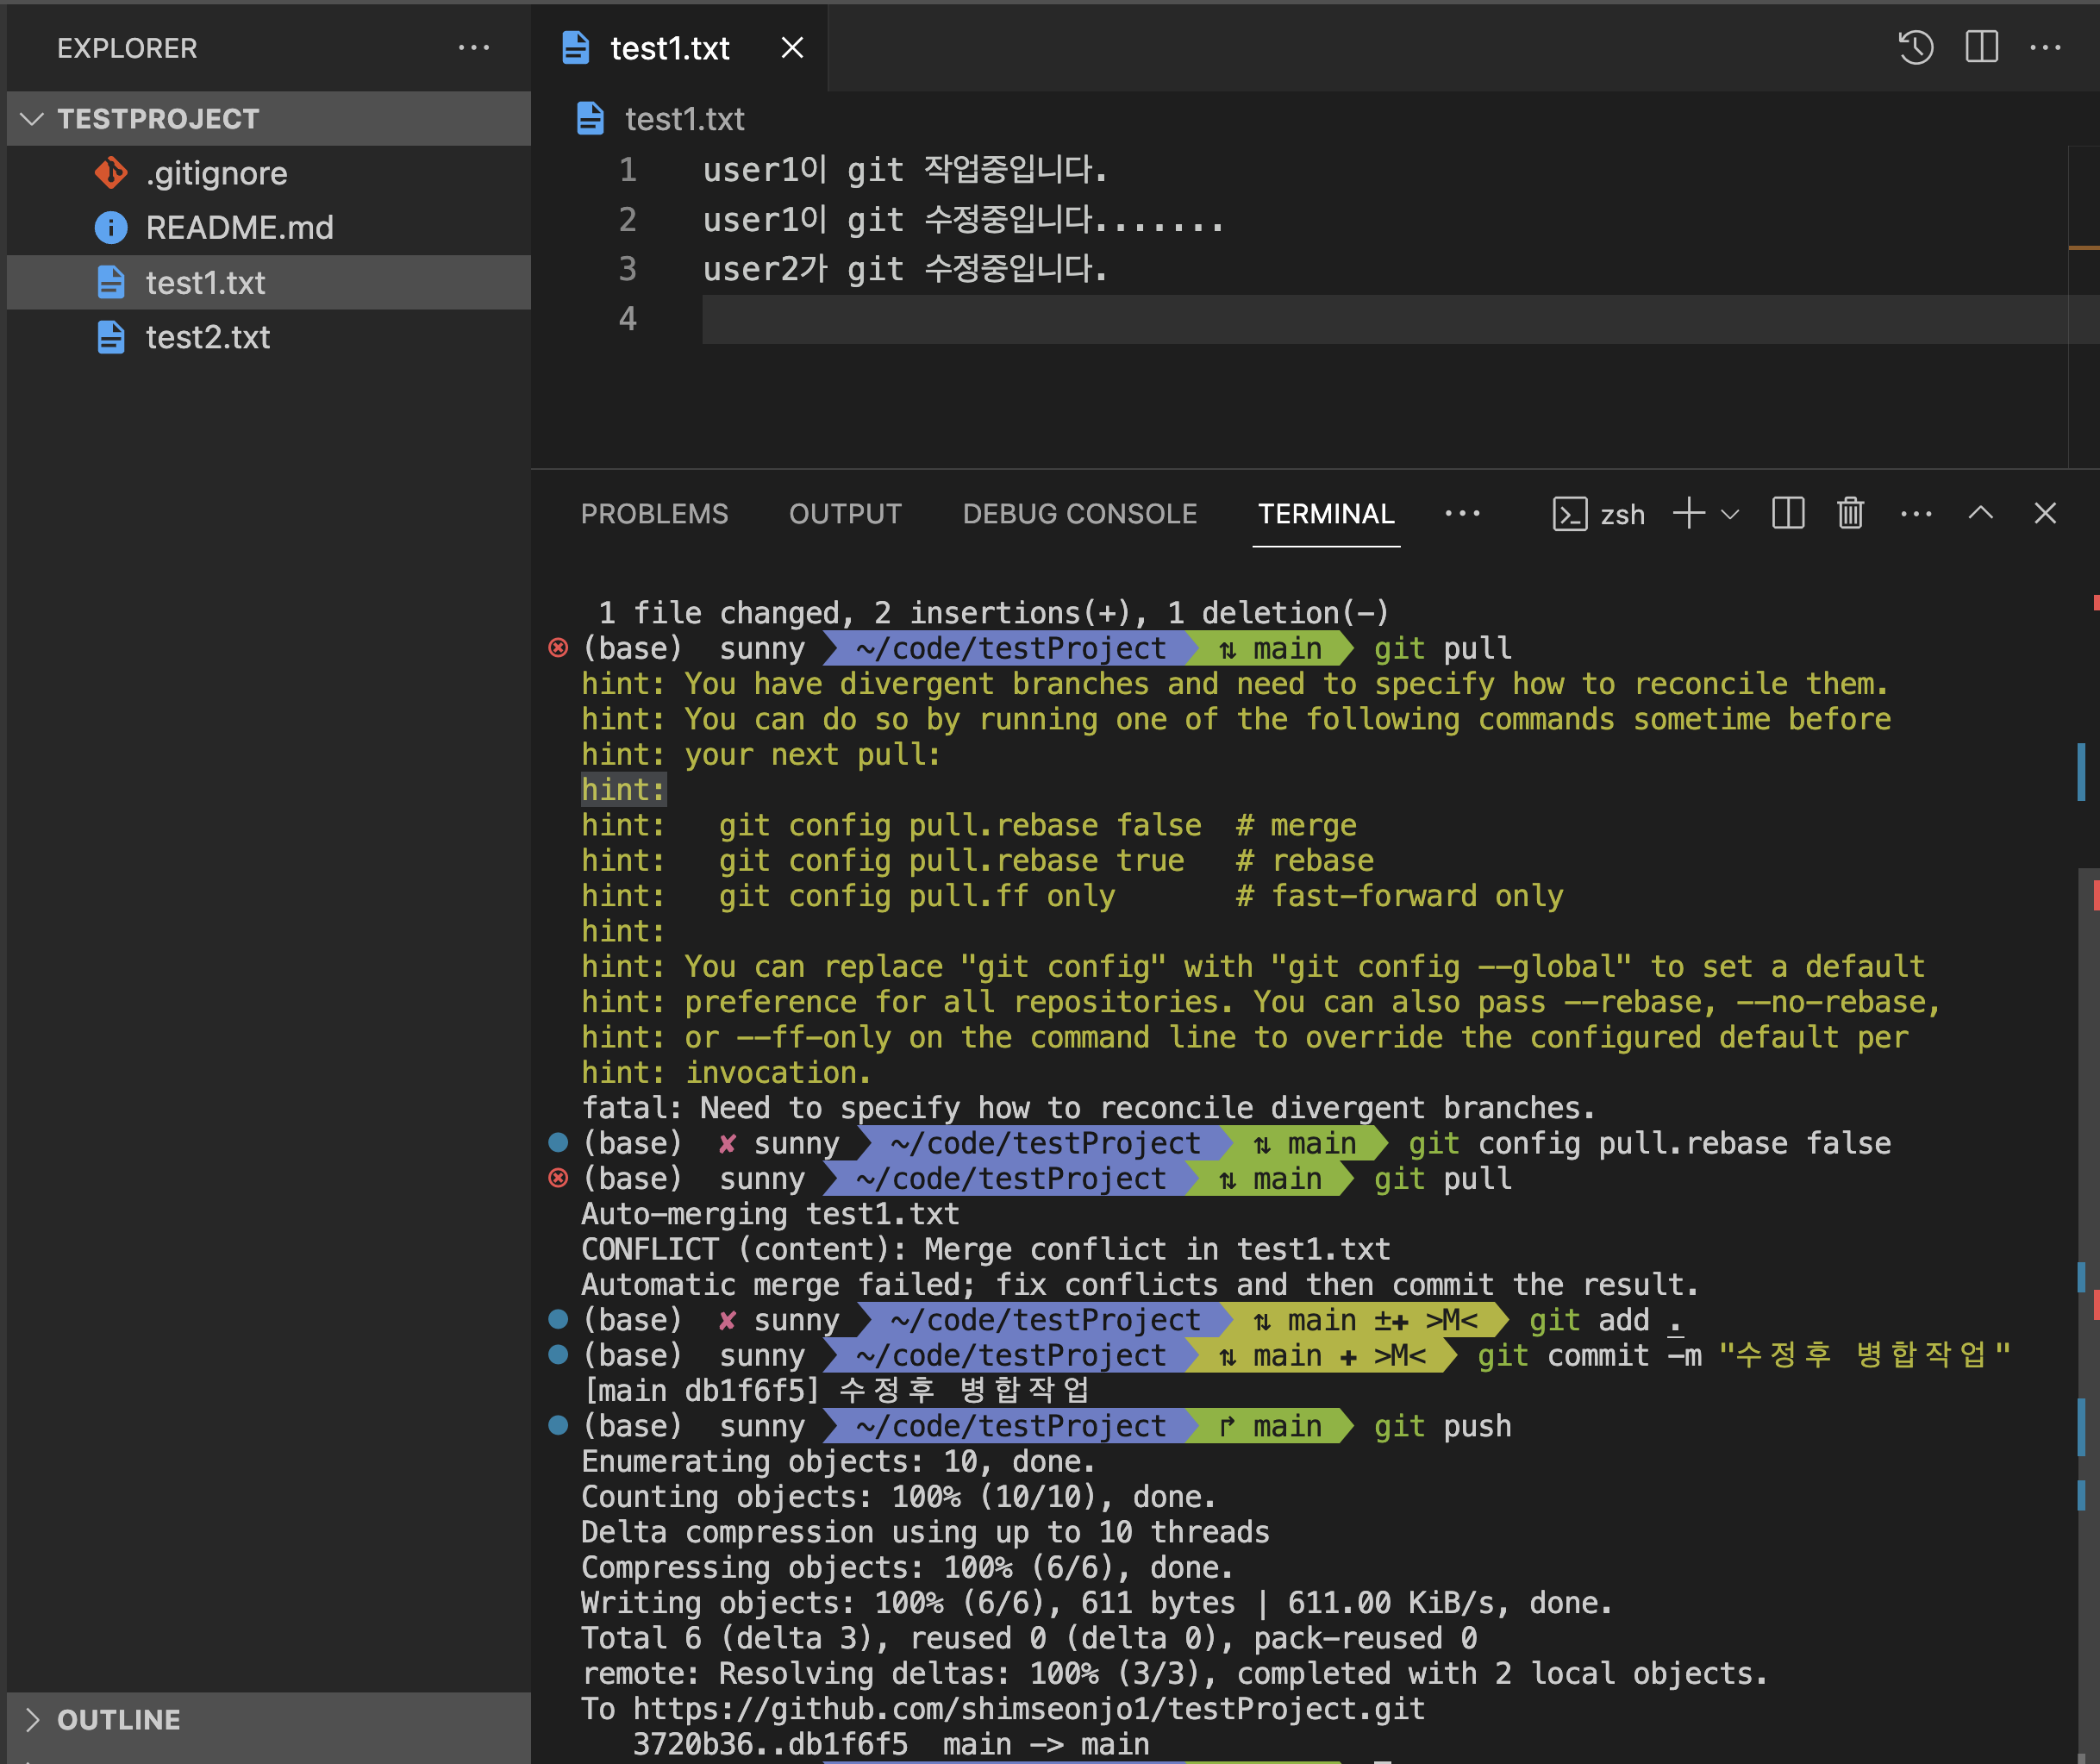 EXPLORER
TESTPROJECT
.gitignore
README.md
test1.txt
test2.txt
OUTLINE
test1.txt
test1.txt
1 user1이 git 작업중입니다.
2 user1이 git 수정중입니다.......
3 user2가 git 수정중입니다.
4
PROBLEMS OUTPUT DEBUG CONSOLE TERMINAL zsh
1 file changed, 2 insertions(+), 1 deletion(-)
(base) sunny ~/code/testProject ⇅ main git pull
hint: You have divergent branches and need to specify how to reconcile them.
hint: You can do so by running one of the following commands sometime before
hint: your next pull:
hint:
hint:   git config pull.rebase false  # merge
hint:   git config pull.rebase true   # rebase
hint:   git config pull.ff only       # fast-forward only
hint:
hint: You can replace "git config" with "git config --global" to set a default
hint: preference for all repositories. You can also pass --rebase, --no-rebase,
hint: or --ff-only on the command line to override the configured default per
hint: invocation.
fatal: Need to specify how to reconcile divergent branches.
(base) ✘ sunny ~/code/testProject ⇅ main git config pull.rebase false
(base) sunny ~/code/testProject ⇅ main git pull
Auto-merging test1.txt
CONFLICT (content): Merge conflict in test1.txt
Automatic merge failed; fix conflicts and then commit the result.
(base) ✘ sunny ~/code/testProject ⇅ main ±✚ >M< git add .
(base) sunny ~/code/testProject ⇅ main ✚ >M< git commit -m "수정후 병합작업"
[main db1f6f5] 수정후 병합작업
(base) sunny ~/code/testProject ↱ main git push
Enumerating objects: 10, done.
Counting objects: 100% (10/10), done.
Delta compression using up to 10 threads
Compressing objects: 100% (6/6), done.
Writing objects: 100% (6/6), 611 bytes | 611.00 KiB/s, done.
Total 6 (delta 3), reused 0 (delta 0), pack-reused 0
remote: Resolving deltas: 100% (3/3), completed with 2 local objects.
To https://github.com/shimseonjo1/testProject.git
3720b36..db1f6f5  main -> main